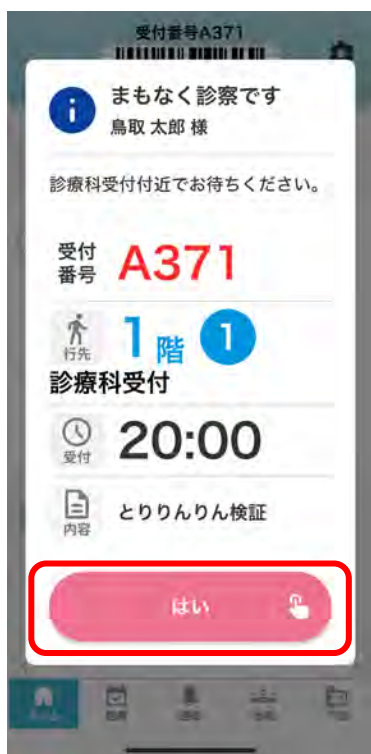 受付番号A371
まもなく診察です
鳥取 太郎 様
診療科受付付近でお待ちください。
受付
番号 A371
行先 1階 1
診療科受付
受付 20:00
内容 とりりんりん検証
はい